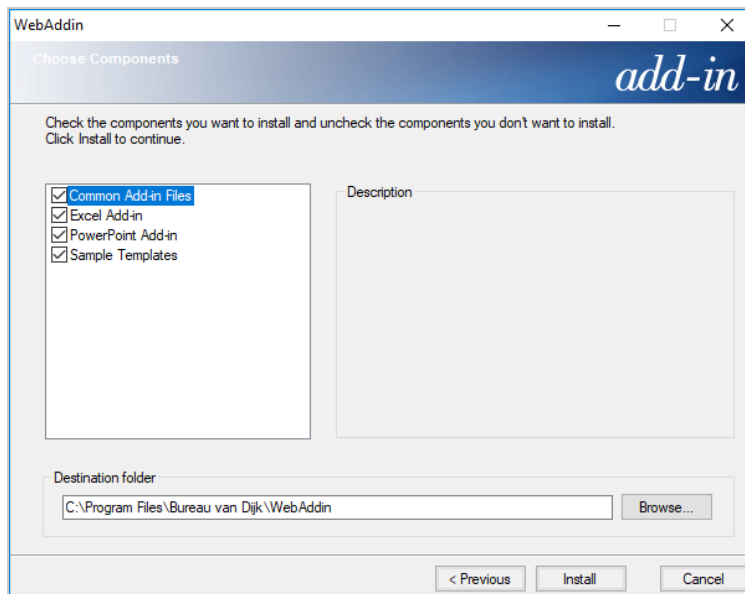 WebAddin
Choose Components
add-in
Check the components you want to install and uncheck the components you don't want to install.
Click Install to continue.
Common Add-in Files
Excel Add-in
PowerPoint Add-in
Sample Templates
Description
Destination folder
C:\Program Files\Bureau van Dijk\WebAddin
Browse...
< Previous
Install
Cancel